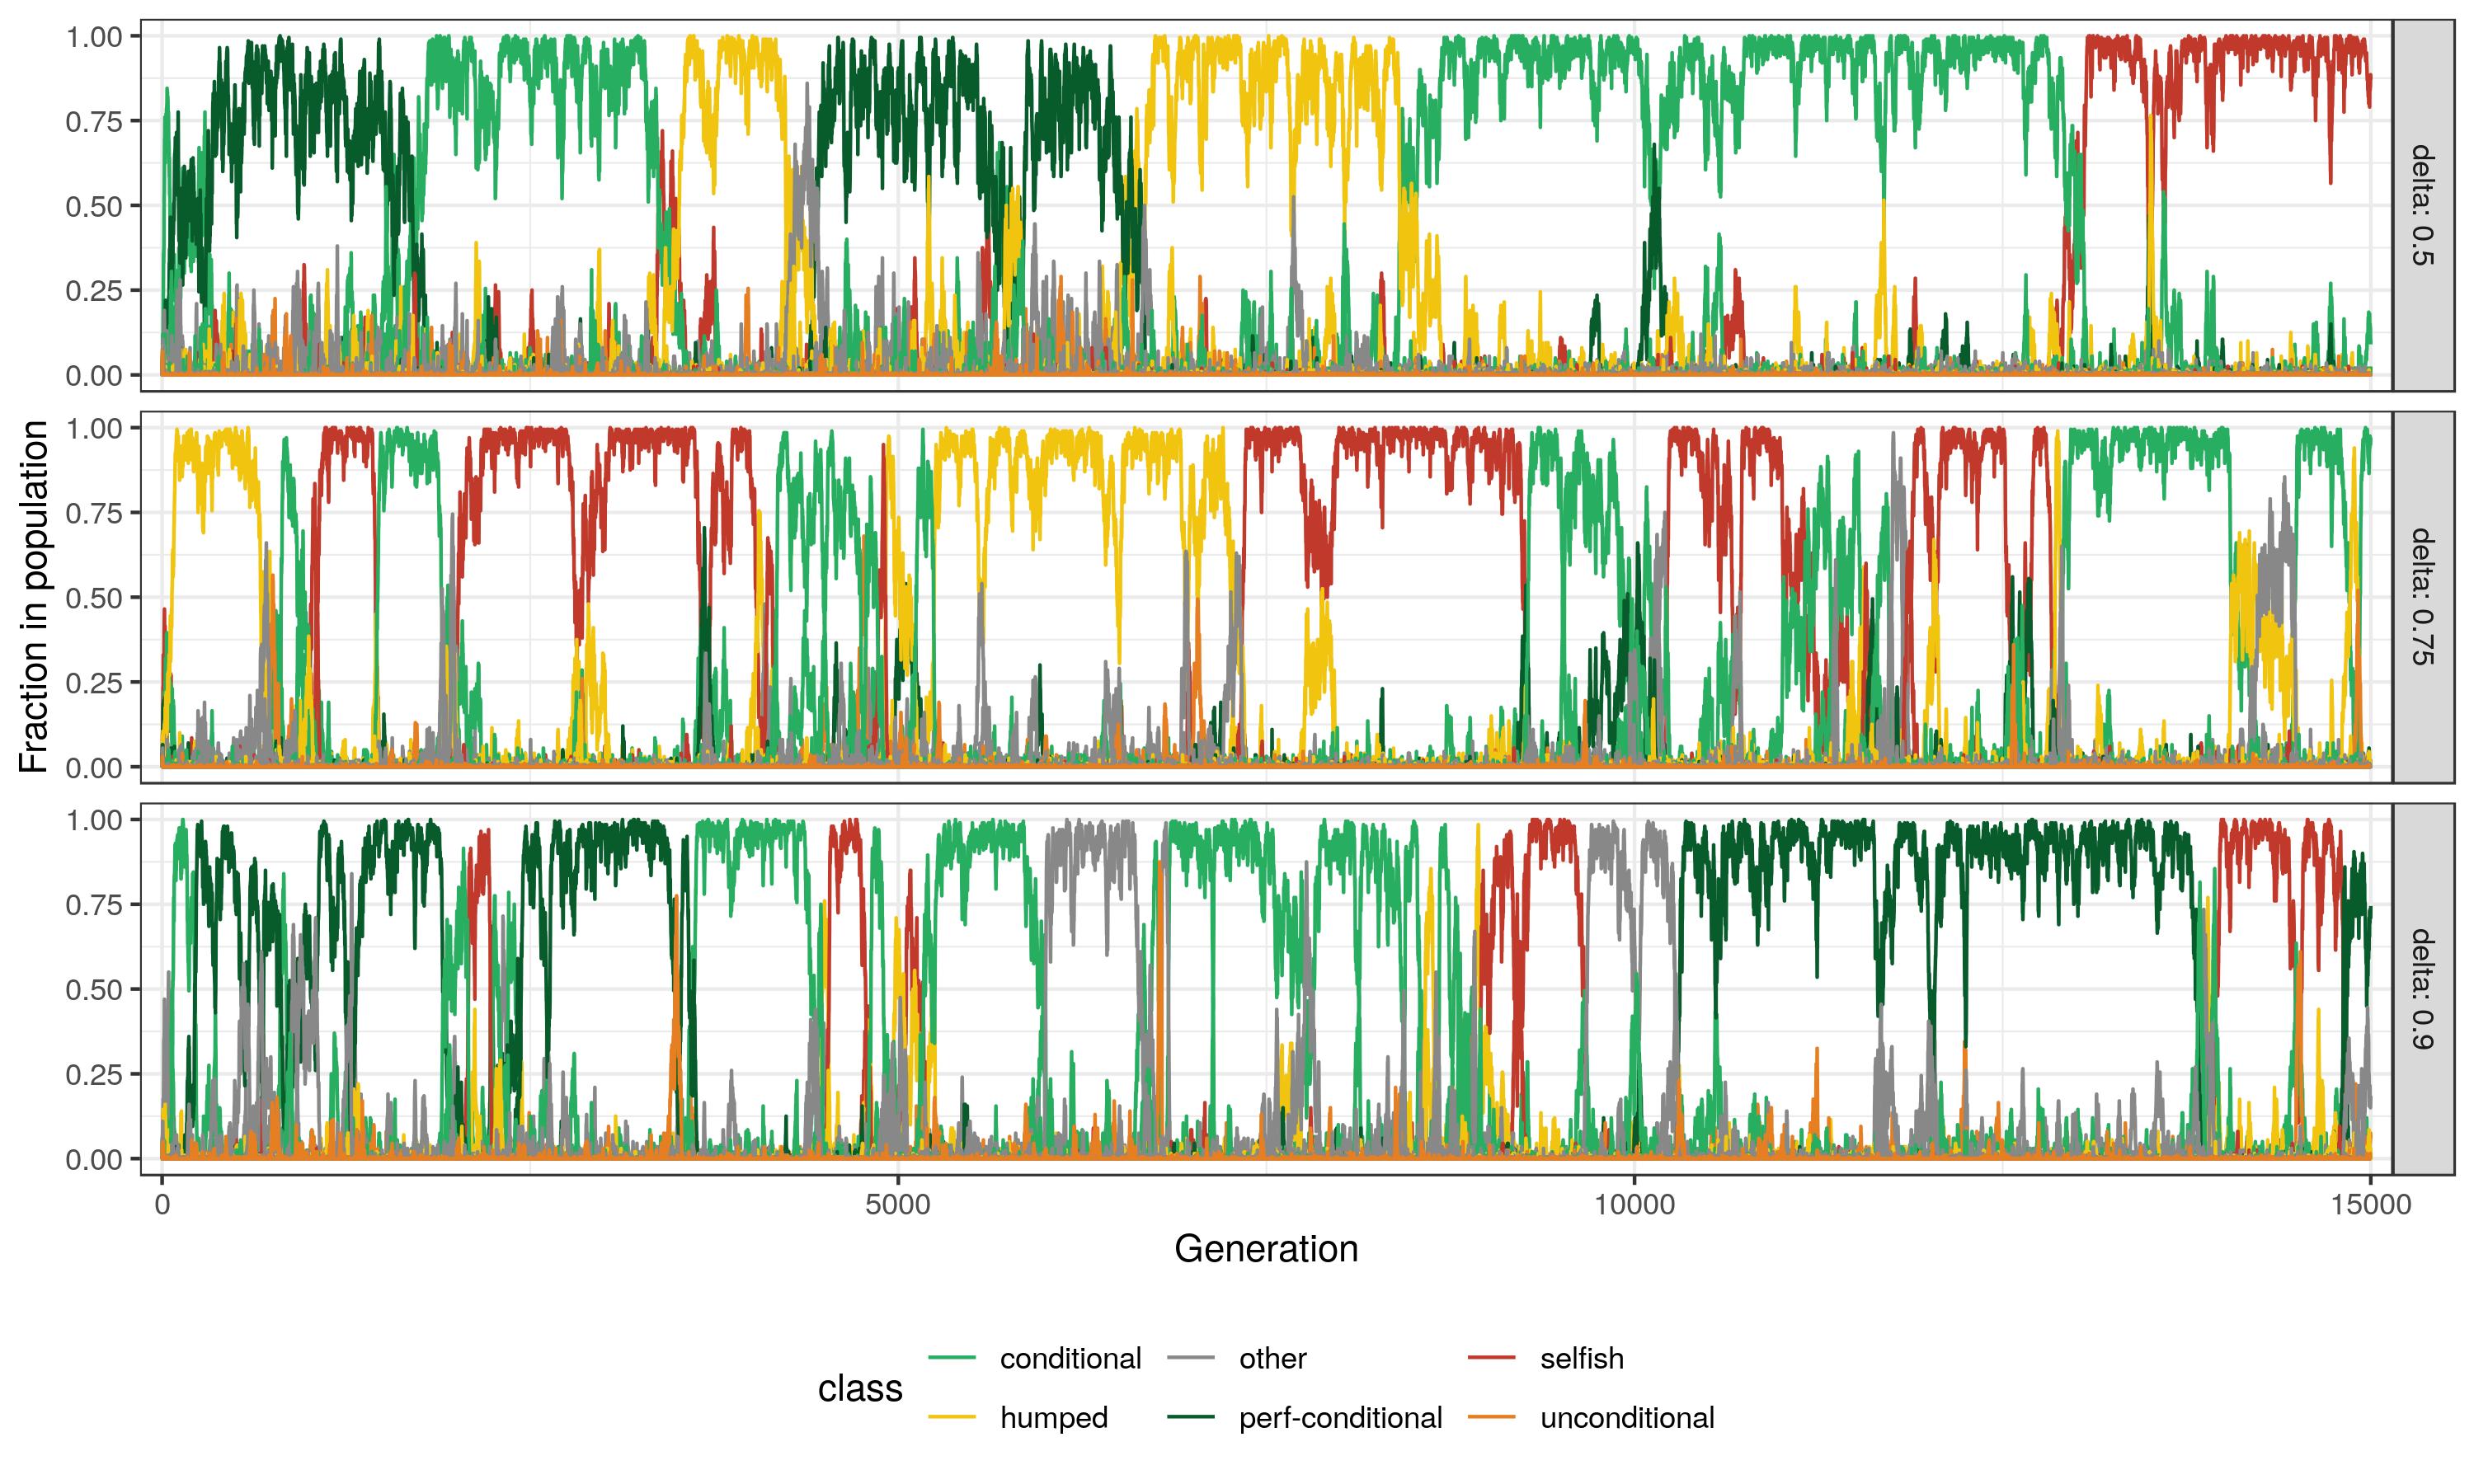 1.00
0.75
0.50
0.25
0.00
delta: 0.5
Fraction in population
1.00
0.75
0.50
0.25
0.00
delta: 0.75
1.00
0.75
0.50
0.25
0.00
delta: 0.9
0 5000 10000 15000
Generation
class
conditional other selfish
humped perf-conditional unconditional